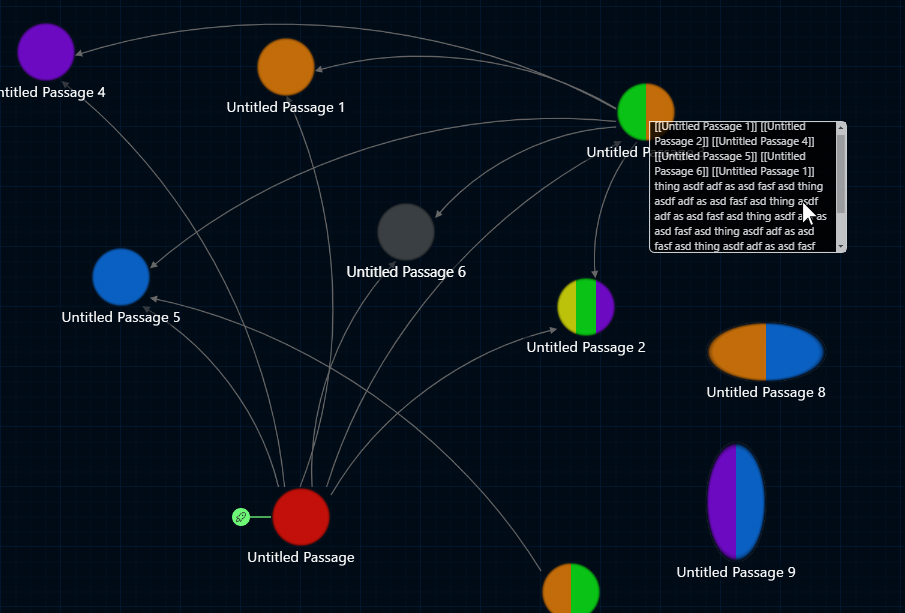 ntitled Passage 4
Untitled Passage 1
Untitled P
[[Untitled Passage 1]] [[Untitled
Passage 2]] [[Untitled Passage 4]]
[[Untitled Passage 5]] [[Untitled
Passage 6]] [[Untitled Passage 1]]
thing asdf adf as asd fasf asd thing
asdf adf as asd fasf asd thing asdf
adf as asd fasf asd thing asdf as
asd fasf asd thing asdf adf as asd
fasf asd thing asdf adf as asd fasf
Untitled Passage 6
Untitled Passage 5
Untitled Passage 2
Untitled Passage 8
Untitled Passage
Untitled Passage 9